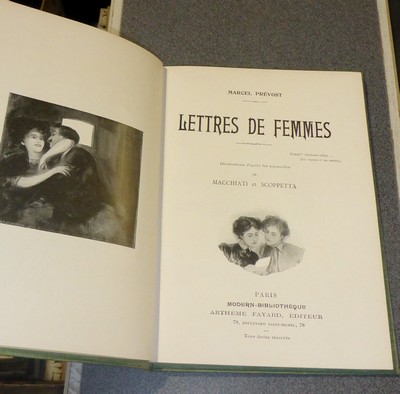 MARCEL PRÉVOST
LETTRES DE FEMMES
Illustrations d'après les aquarelles
DE
MACCHIATI et SCOPPETTA
PARIS
MODERN-BIBLIOTHÈQUE
ARTHÈME FAYARD, ÉDITEUR
78, BOULEVARD SAINT-MICHEL, 78
Tous droits réservés